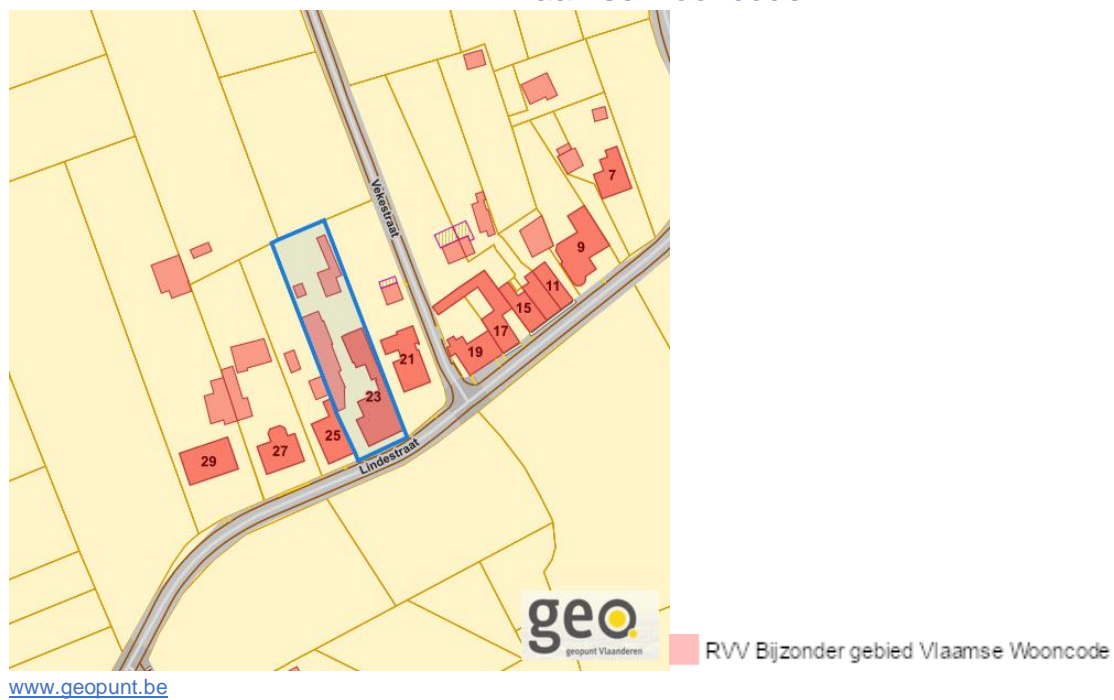 Vekestraat
7
9
11
15
17
19
21
23
25
27
29
Lindestraat
geo
geopunt Vlaanderen
RVV Bijzonder gebied Vlaamse Wooncode
www.geopunt.be